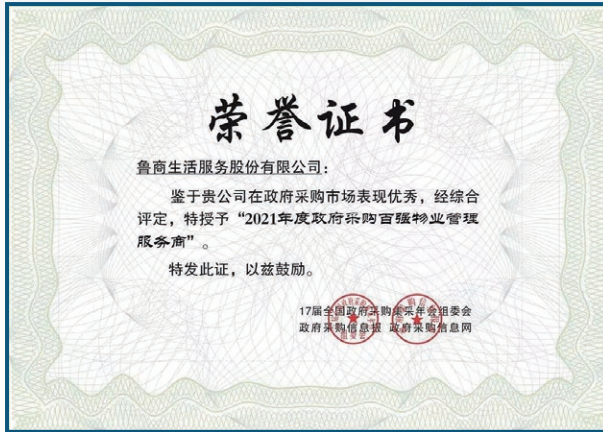 荣誉证书
鲁商生活服务股份有限公司：
鉴于贵公司在政府采购市场表现优秀，经综合
评定，特授予“2021年度政府采购百强物业管理
服务商”。
特发此证，以兹鼓励。
17届全国政府采购集采年会组委会
政府采购信息报 政府采购信息网
组委会